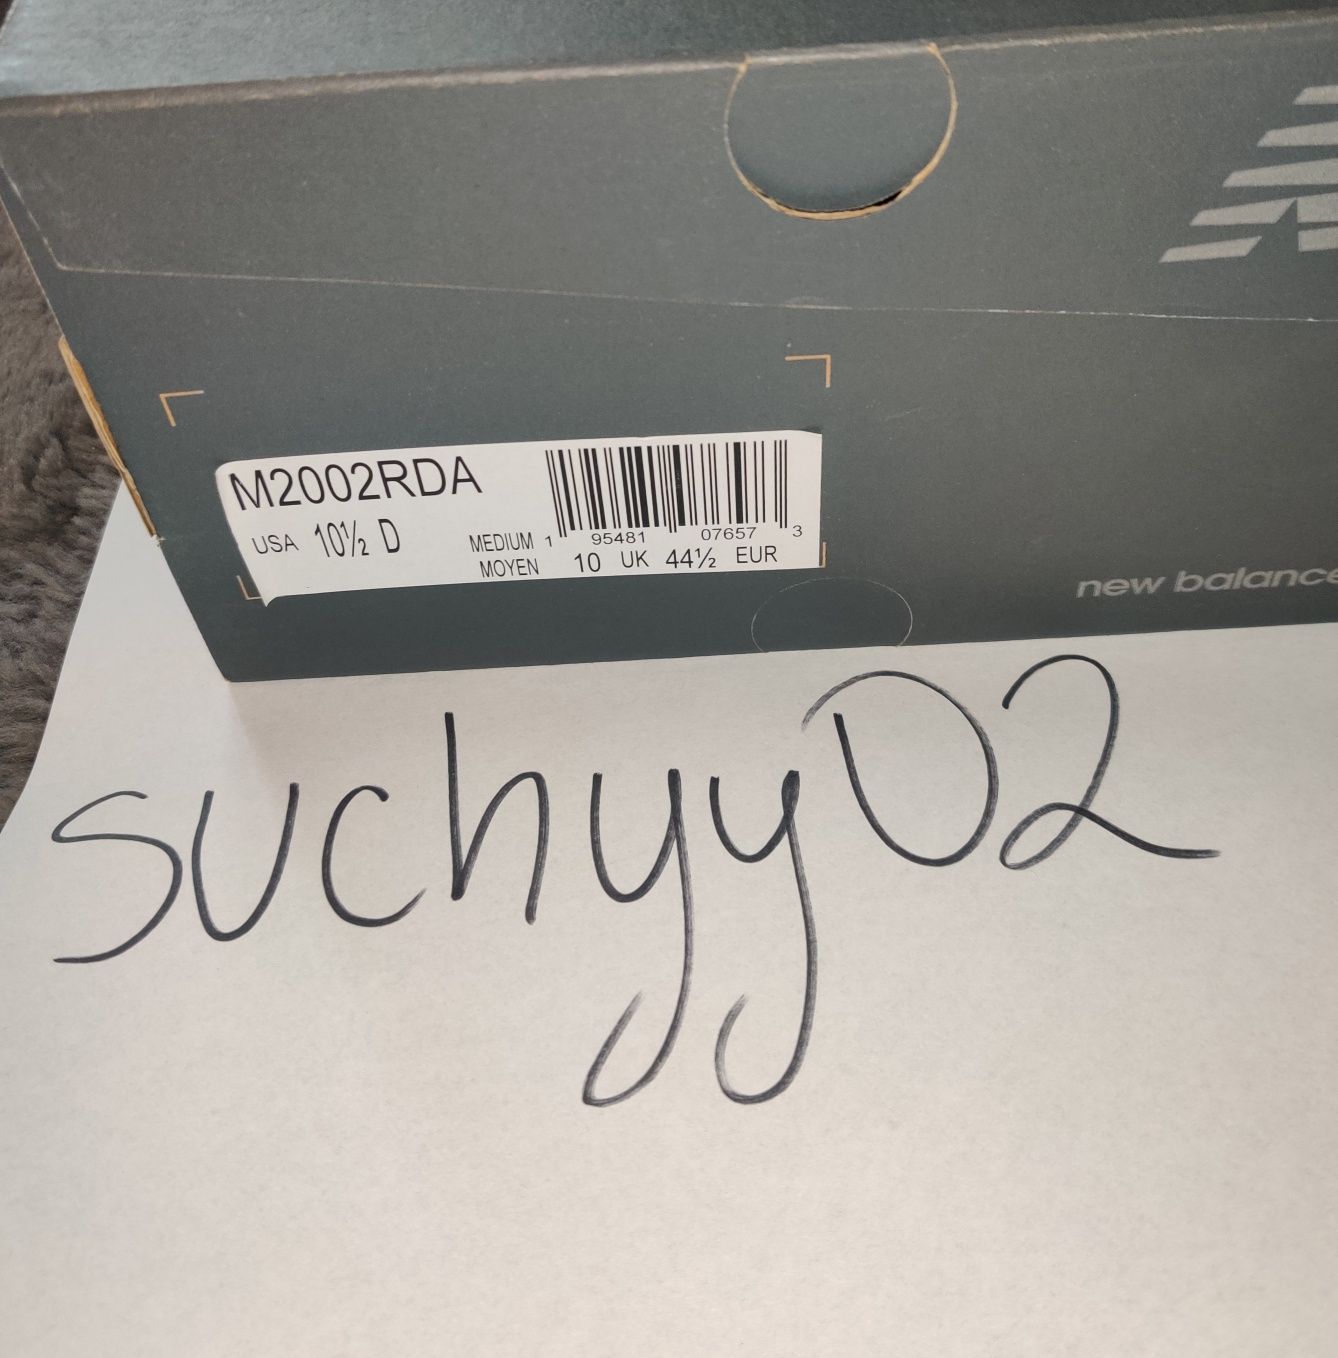 M2002RDA
USA 10½ D
MEDIUM
MOYEN
1 95481 07657 3
10 UK 44½ EUR
new balance
suchyy02